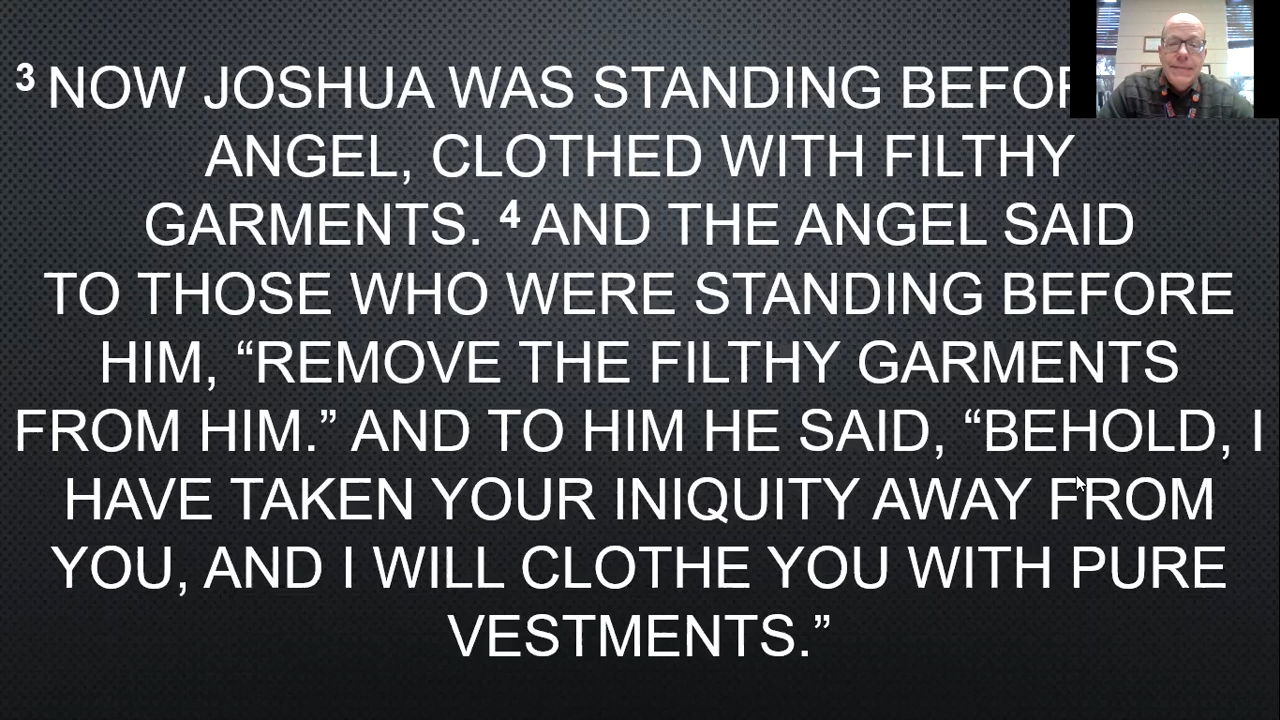 3 NOW JOSHUA WAS STANDING
ANGEL, CLOTHED WITH FILTHY
GARMENTS. 4 AND THE ANGEL SAID
TO THOSE WHO WERE STANDING BEFORE
HIM, “REMOVE THE FILTHY GARMENTS
FROM HIM.” AND TO HIM HE SAID, “BEHOLD, I
HAVE TAKEN YOUR INIQUITY AWAY FROM
YOU, AND I WILL CLOTHE YOU WITH PURE
VESTMENTS.”